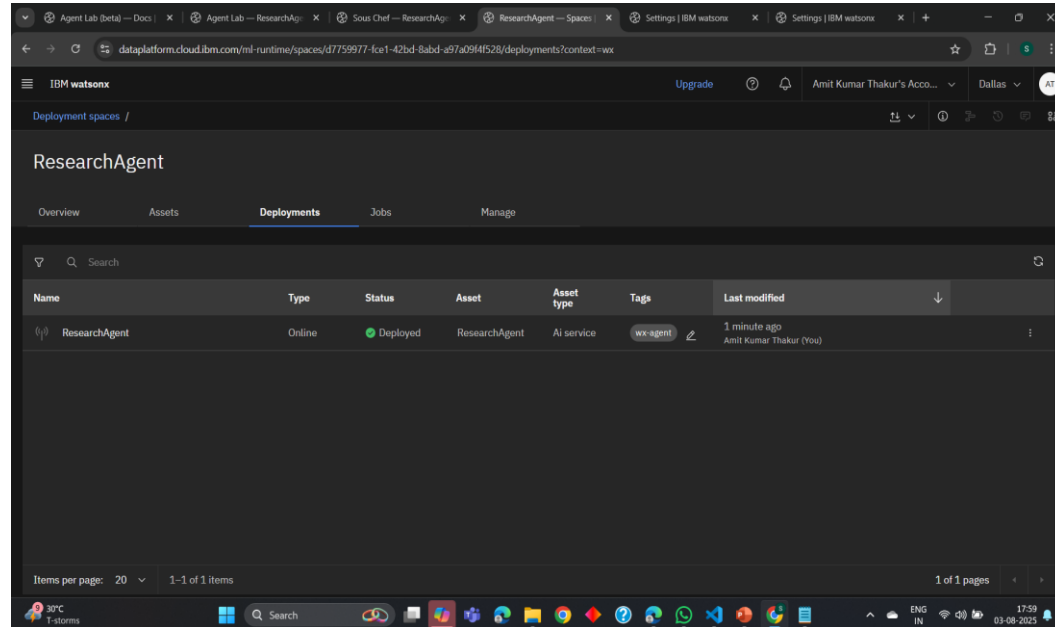 Agent Lab (beta) — Docs |
Agent Lab — ResearchAge
Sous Chef — ResearchAge
ResearchAgent — Spaces |
Settings | IBM watsonx
Settings | IBM watsonx
dataplatform.cloud.ibm.com/ml-runtime/spaces/d7759977-fce1-42bd-8abd-a97a09f4f528/deployments?context=wx
S
IBM watsonx
Upgrade
Amit Kumar Thakur's Acco...
Dallas
AT
Deployment spaces /
ResearchAgent
Overview Assets Deployments Jobs Manage
Search
Name Type Status Asset Asset type Tags Last modified
ResearchAgent Online Deployed ResearchAgent Ai service wx-agent 1 minute ago
Amit Kumar Thakur (You)
Items per page: 20 1–1 of 1 items 1 of 1 pages
9
30°C
T-storms
Search
ENG
IN
17:59
03-08-2025